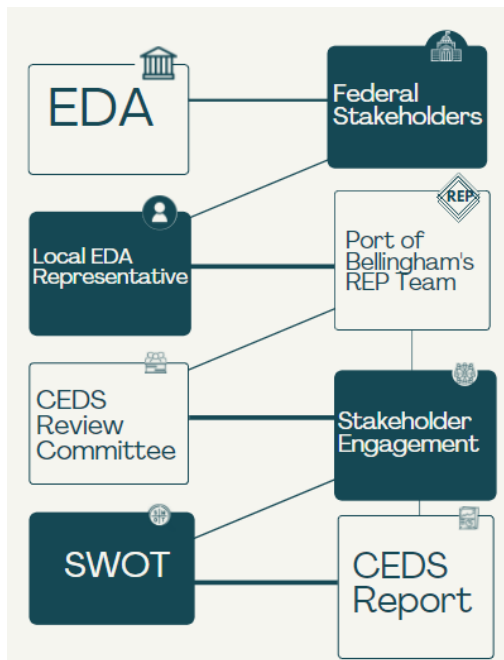 EDA
Federal
Stakeholders
Local EDA
Representative
REP
Port of
Bellingham's
REP Team
CEDS
Review
Committee
Stakeholder
Engagement
SWOT
CEDS
Report